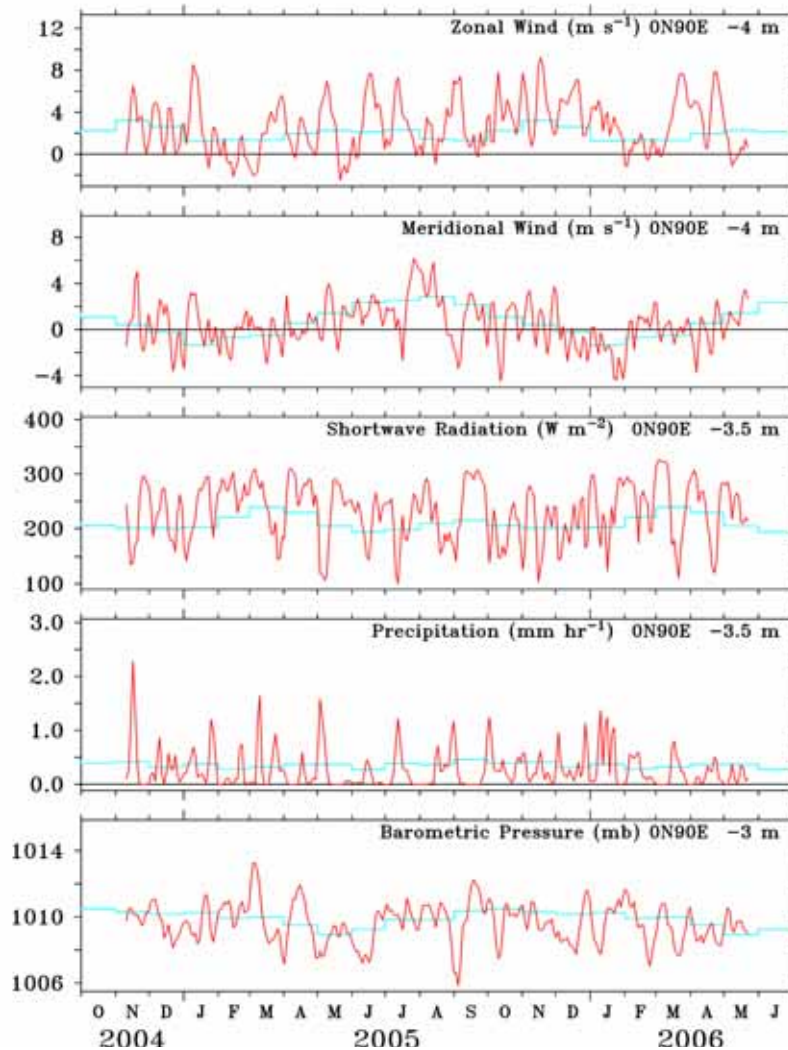 Zonal Wind (m s⁻¹) 0N90E −4 m
12
8
4
0
Meridional Wind (m s⁻¹) 0N90E −4 m
8
4
0
−4
Shortwave Radiation (W m⁻²) 0N90E −3.5 m
400
300
200
100
Precipitation (mm hr⁻¹) 0N90E −3.5 m
3.0
2.0
1.0
0.0
Barometric Pressure (mb) 0N90E −3 m
1014
1010
1006
O N D J F M A M J J A S O N D J F M A M J
2004 2005 2006